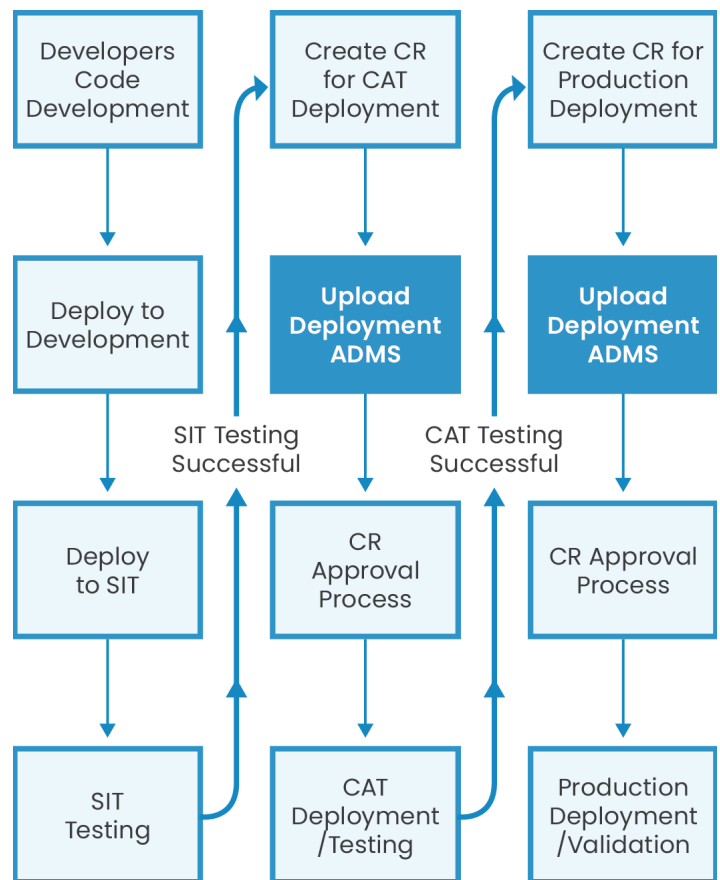 Developers
Code
Development
Deploy to
Development
Deploy
to SIT
SIT
Testing
SIT Testing
Successful
Create CR
for CAT
Deployment
Upload
Deployment
ADMS
CR
Approval
Process
CAT
Deployment
/Testing
CAT Testing
Successful
Create CR for
Production
Deployment
Upload
Deployment
ADMS
CR Approval
Process
Production
Deployment
/Validation